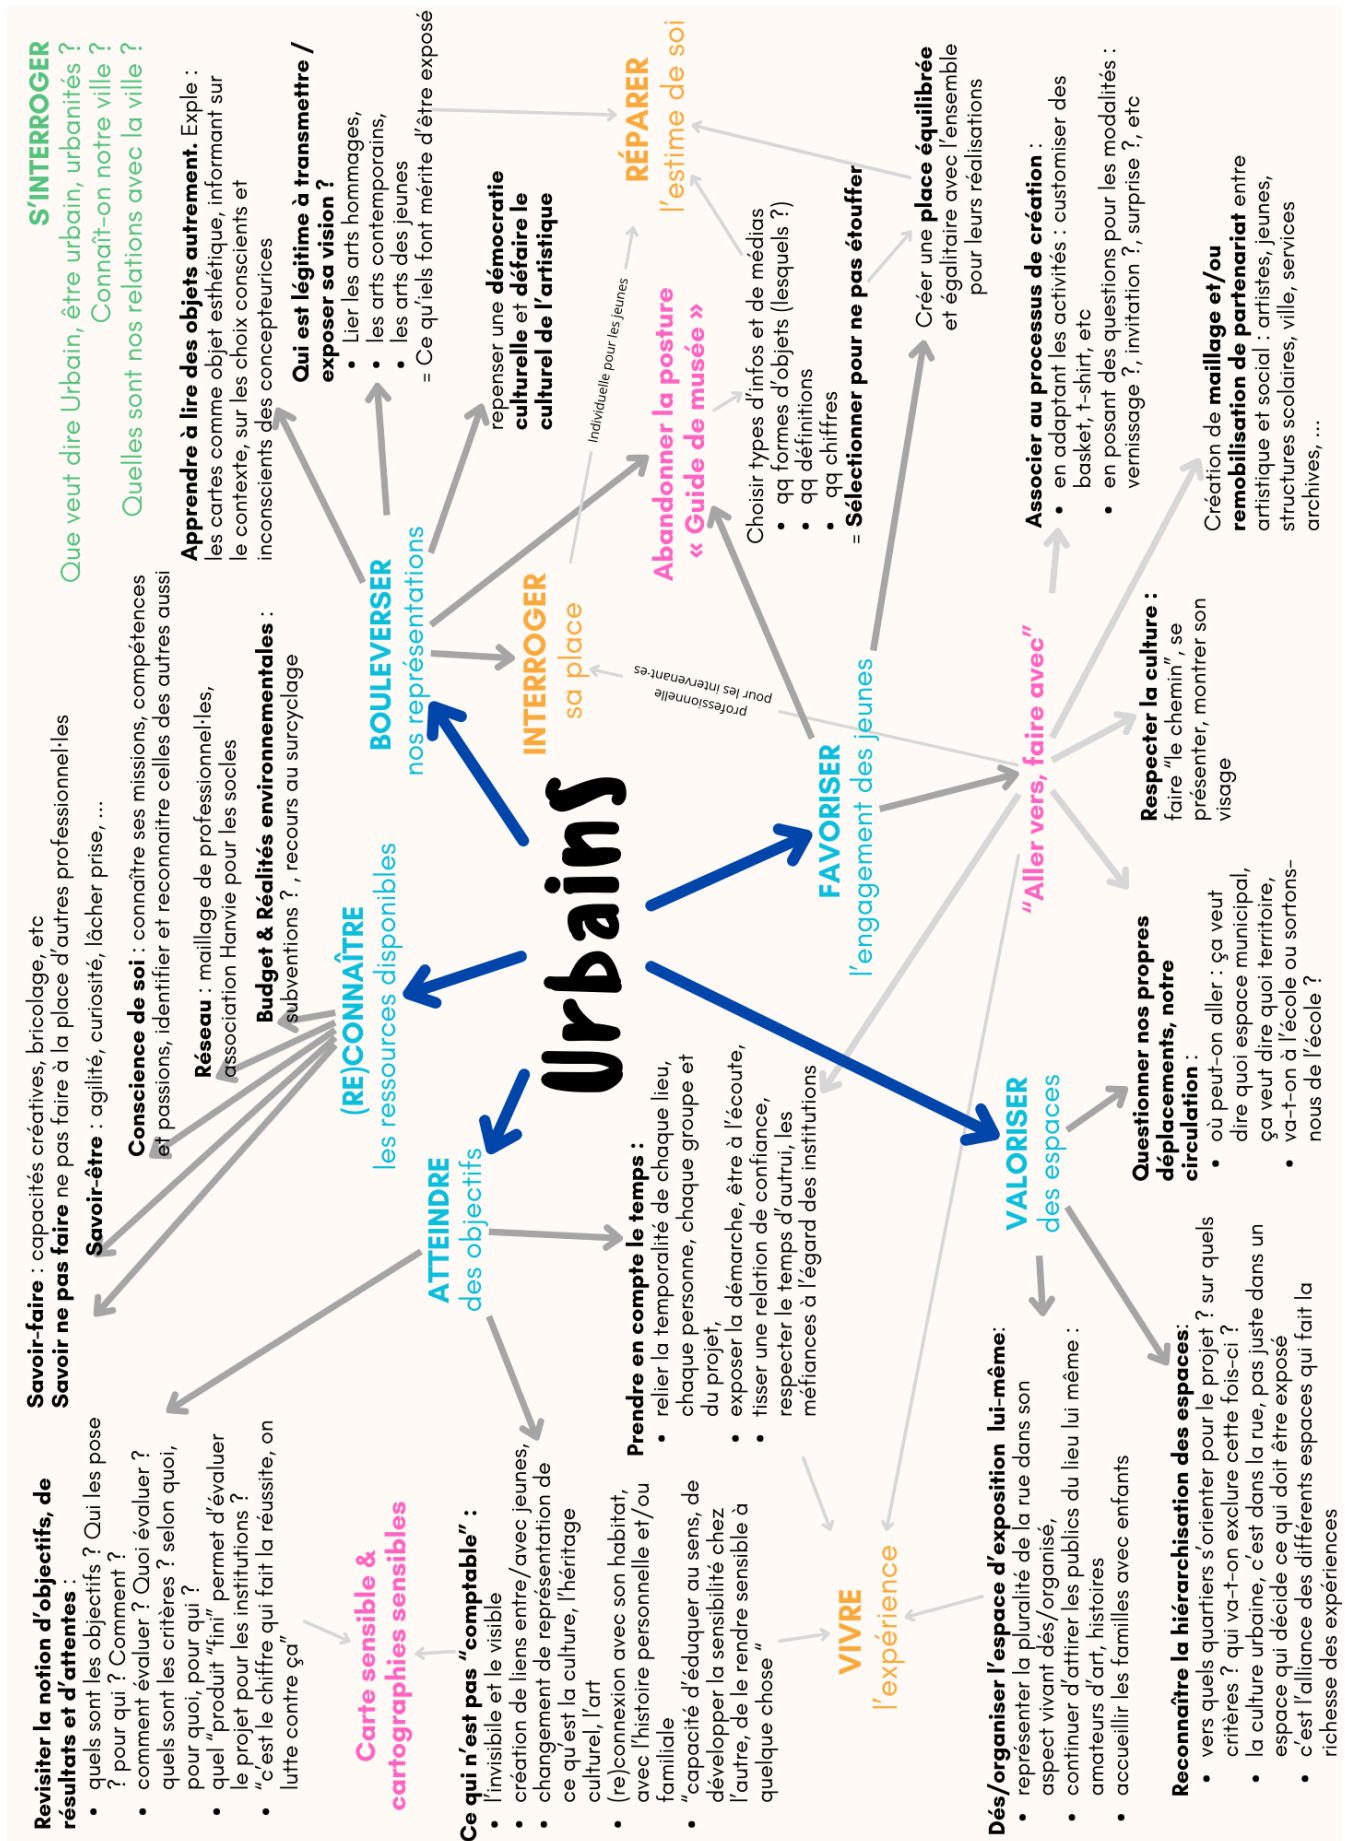 S'INTERROGER
Que veut dire Urbain, être urbain, urbanités ?
Connaît-on notre ville ?
Quelles sont nos relations avec la ville ?
Savoir-faire : capacités créatives, bricolage, etc
Savoir ne pas faire ne pas faire à la place d'autres professionnel·les
Savoir-être : agilité, curiosité, lâcher prise, ...
Conscience de soi : connaître ses missions, compétences
et passions, identifier et reconnaitre celles des autres aussi
Réseau : maillage de professionnel·les,
association Hanvie pour les socles
Budget & Réalités environnementales :
subventions ? , recours au surcyclage
(RE)CONNAÎTRE
les ressources disponibles
Revisiter la notion d'objectifs, de
résultats et d'attentes :
• quels sont les objectifs ? Qui les pose
? pour qui ? Comment ?
• comment évaluer ? Quoi évaluer ?
quels sont les critères ? selon quoi,
pour quoi, pour qui ?
• quel “produit “fini” permet d'évaluer
le projet pour les institutions ?
• “c'est le chiffre qui fait la réussite, on
lutte contre ça”
Carte sensible &
cartographies sensibles
Ce qui n'est pas “comptable” :
• l'invisible et le visible
• création de liens entre/avec jeunes,
• changement de représentation de
ce qu'est la culture, l'héritage
culturel, l'art
• (re)connexion avec son habitat,
avec l'histoire personnelle et/ou
familiale
• “capacité d'éduquer au sens, de
développer la sensibilité chez
l'autre, de le rendre sensible à
quelque chose “
ATTEINDRE
des objectifs
Prendre en compte le temps :
• relier la temporalité de chaque lieu,
chaque personne, chaque groupe et
du projet,
• exposer la démarche, être à l'écoute,
• tisser une relation de confiance,
respecter le temps d'autrui, les
méfiances à l'égard des institutions
Urbains
BOULEVERSER
nos représentations
Apprendre à lire des objets autrement. Exple :
les cartes comme objet esthétique, informant sur
le contexte, sur les choix conscients et
inconscients des concepteurices
Qui est légitime à transmettre /
exposer sa vision ?
• Lier les arts hommages,
• les arts contemporains,
• les arts des jeunes
= Ce qu'iels font mérite d'être exposé
repenser une démocratie
culturelle et défaire le
culturel de l'artistique
INTERROGER
sa place
Individuelle pour les jeunes
professionnelle
pour les intervenant·es
RÉPARER
l'estime de soi
Abandonner la posture
« Guide de musée »
Choisir types d'infos et de médias
• qq formes d'objets (lesquels ?)
• qq définitions
• qq chiffres
= Sélectionner pour ne pas étouffer
Créer une place équilibrée
et égalitaire avec l'ensemble
pour leurs réalisations
FAVORISER
l'engagement des jeunes
“Aller vers, faire avec”
Associer au processus de création :
• en adaptant les activités : customiser des
basket, t-shirt, etc
• en posant des questions pour les modalités :
vernissage ?, invitation ?, surprise ?, etc
Création de maillage et/ou
remobilisation de partenariat entre
artistique et social : artistes, jeunes,
structures scolaires, ville, services
archives, ...
Respecter la culture :
faire “le chemin”, se
présenter, montrer son
visage
VIVRE
l'expérience
VALORISER
des espaces
Questionner nos propres
déplacements, notre
circulation :
• où peut-on aller : ça veut
dire quoi espace municipal,
ça veut dire quoi territoire,
• va-t-on à l'école ou sortons-
nous de l'école ?
Dés/organiser l'espace d'exposition lui-même:
• représenter la pluralité de la rue dans son
aspect vivant dés/organisé,
• continuer d'attirer les publics du lieu lui même :
amateurs d'art, histoires
• accueillir les familles avec enfants
Reconnaître la hiérarchisation des espaces:
• vers quels quartiers s'orienter pour le projet ? sur quels
critères ? qui va-t-on exclure cette fois-ci ?
• la culture urbaine, c'est dans la rue, pas juste dans un
espace qui décide ce qui doit être exposé
• c'est l'alliance des différents espaces qui fait la
richesse des expériences